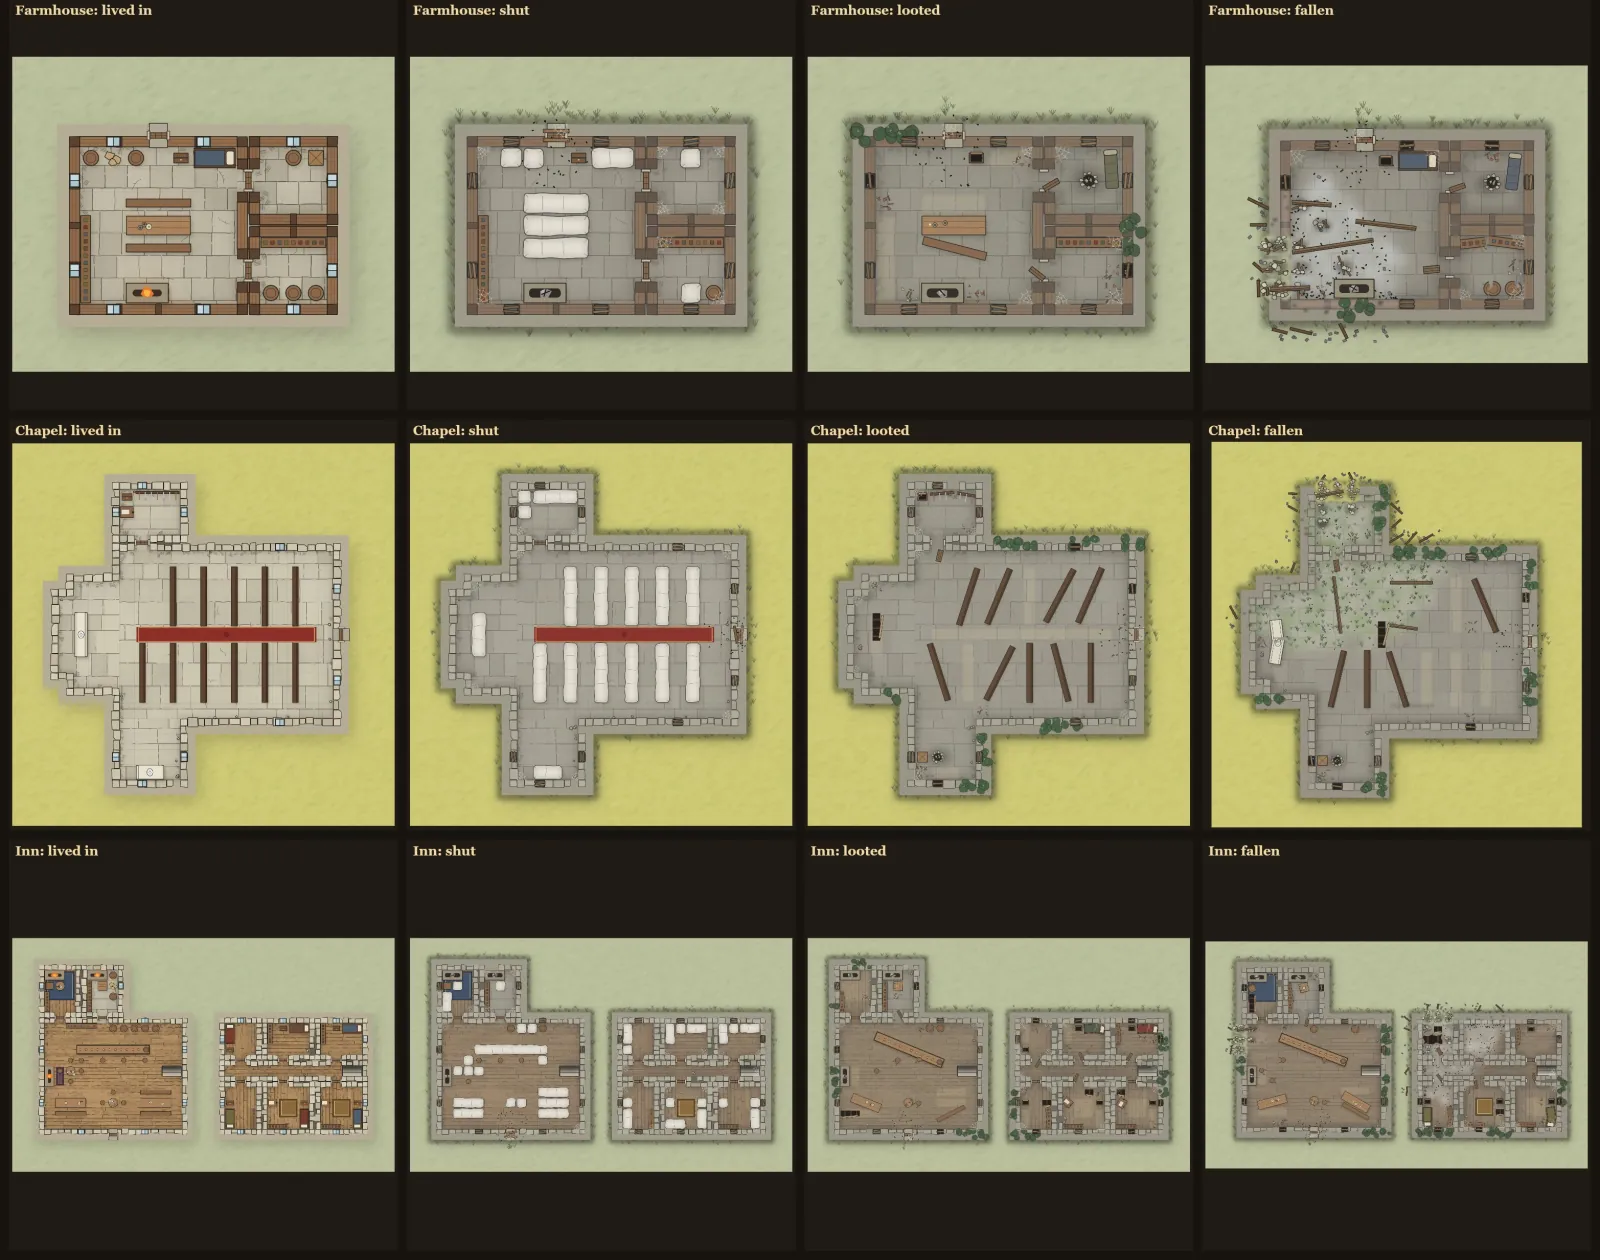 Farmhouse: lived in
Farmhouse: shut
Farmhouse: looted
Farmhouse: fallen
Chapel: lived in
Chapel: shut
Chapel: looted
Chapel: fallen
Inn: lived in
Inn: shut
Inn: looted
Inn: fallen